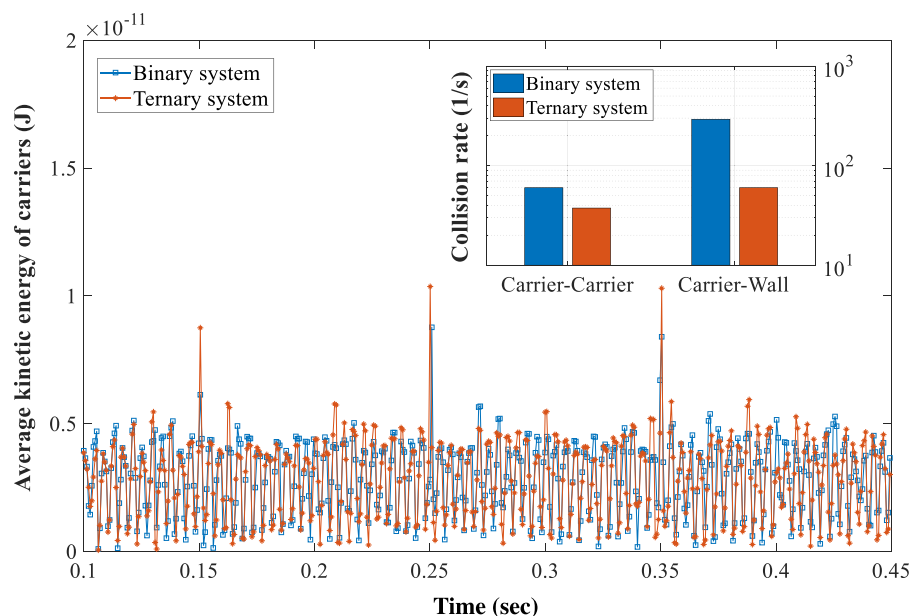 ×10⁻¹¹
2
1.5
1
0.5
0
Average kinetic energy of carriers (J)
Binary system
Ternary system
Collision rate (1/s)
Binary system
Ternary system
10³
10²
10¹
Carrier-Carrier Carrier-Wall
0.1 0.15 0.2 0.25 0.3 0.35 0.4 0.45
Time (sec)